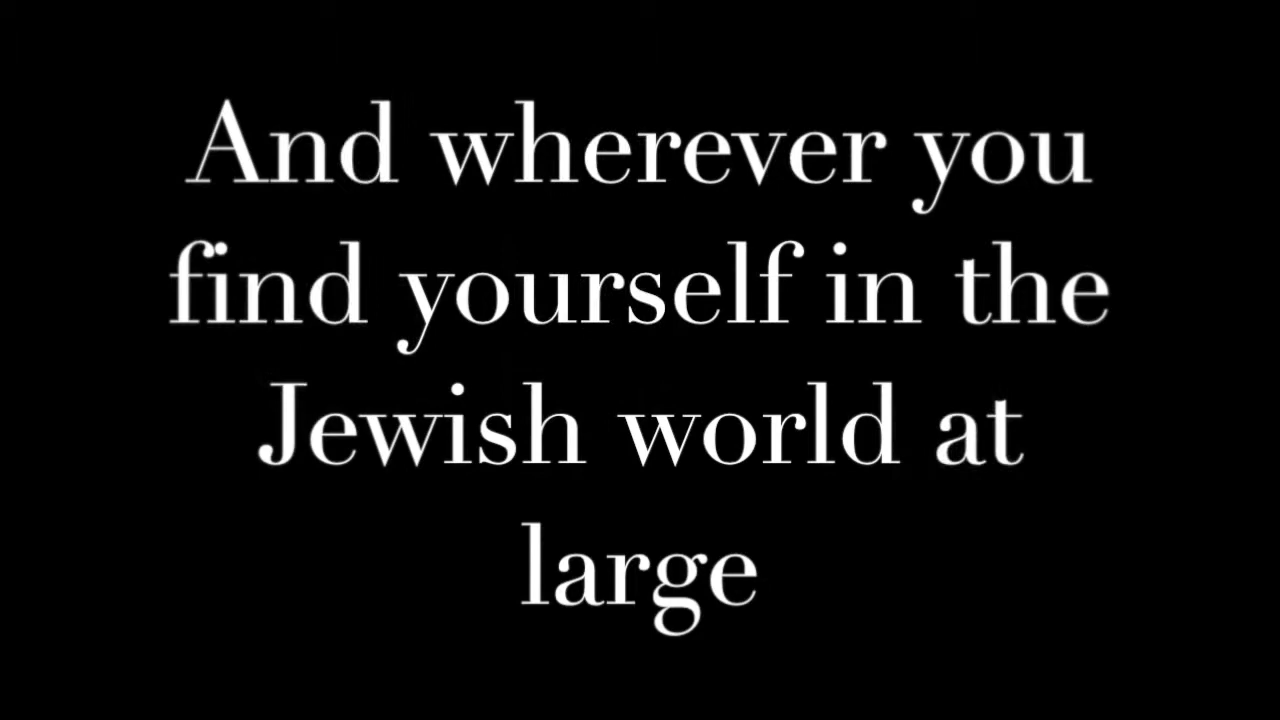 And wherever you
find yourself in the
Jewish world at
large